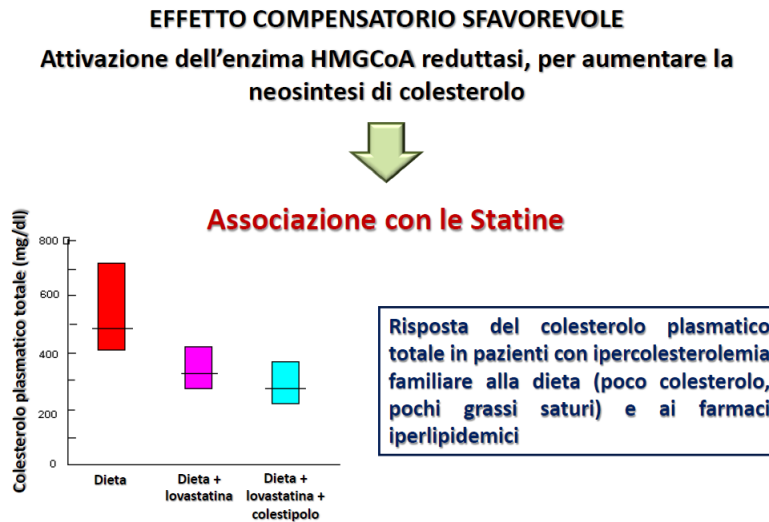 EFFETTO COMPENSATORIO SFAVOREVOLE
Attivazione dell'enzima HMGCoA reduttasi, per aumentare la
neosintesi di colesterolo
Associazione con le Statine
Colesterolo plasmatico totale (mg/dl)
800
600
400
200
0
Dieta
Dieta +
lovastatina
Dieta +
lovastatina +
colestipolo
Risposta del colesterolo plasmatico
totale in pazienti con ipercolesterolemia
familiare alla dieta (poco colesterolo,
pochi grassi saturi) e ai farmaci
iperlipidemici